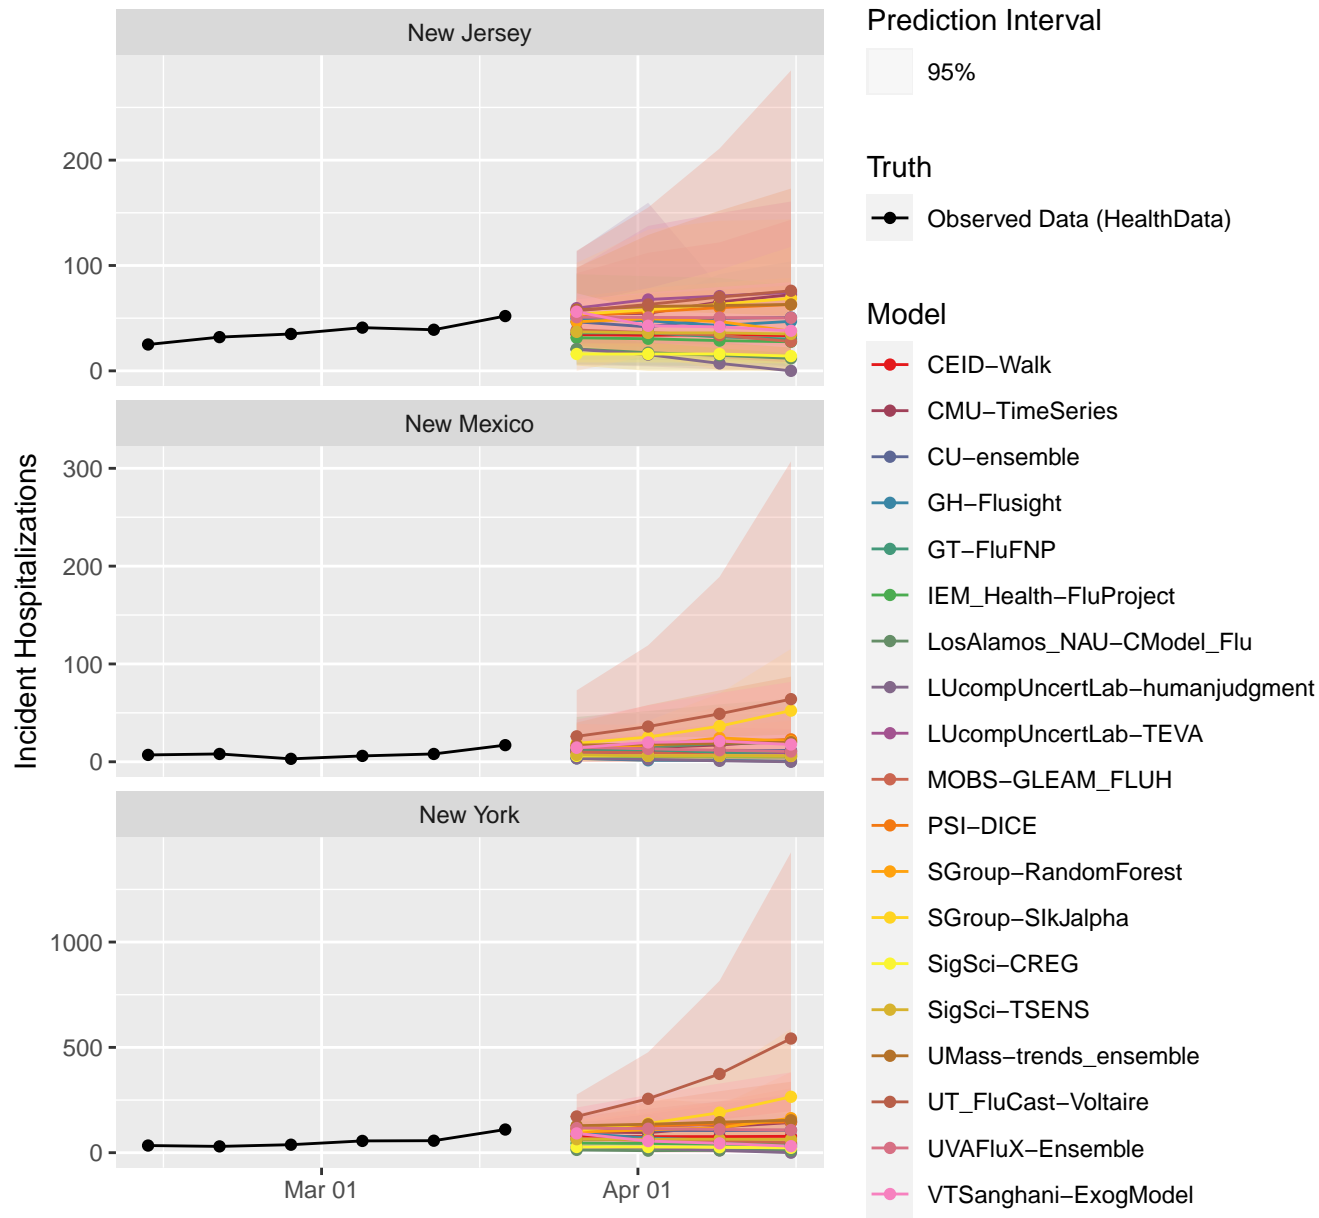 New Jersey
200
100
0
New Mexico
300
200
100
0
New York
1000
500
0
Mar 01
Apr 01
Incident Hospitalizations
Prediction Interval
95%
Truth
Observed Data (HealthData)
Model
CEID−Walk
CMU−TimeSeries
CU−ensemble
GH−Flusight
GT−FluFNP
IEM_Health−FluProject
LosAlamos_NAU−CModel_Flu
LUcompUncertLab−humanjudgment
LUcompUncertLab−TEVA
MOBS−GLEAM_FLUH
PSI−DICE
SGroup−RandomForest
SGroup−SIkJalpha
SigSci−CREG
SigSci−TSENS
UMass−trends_ensemble
UT_FluCast−Voltaire
UVAFluX−Ensemble
VTSanghani−ExogModel